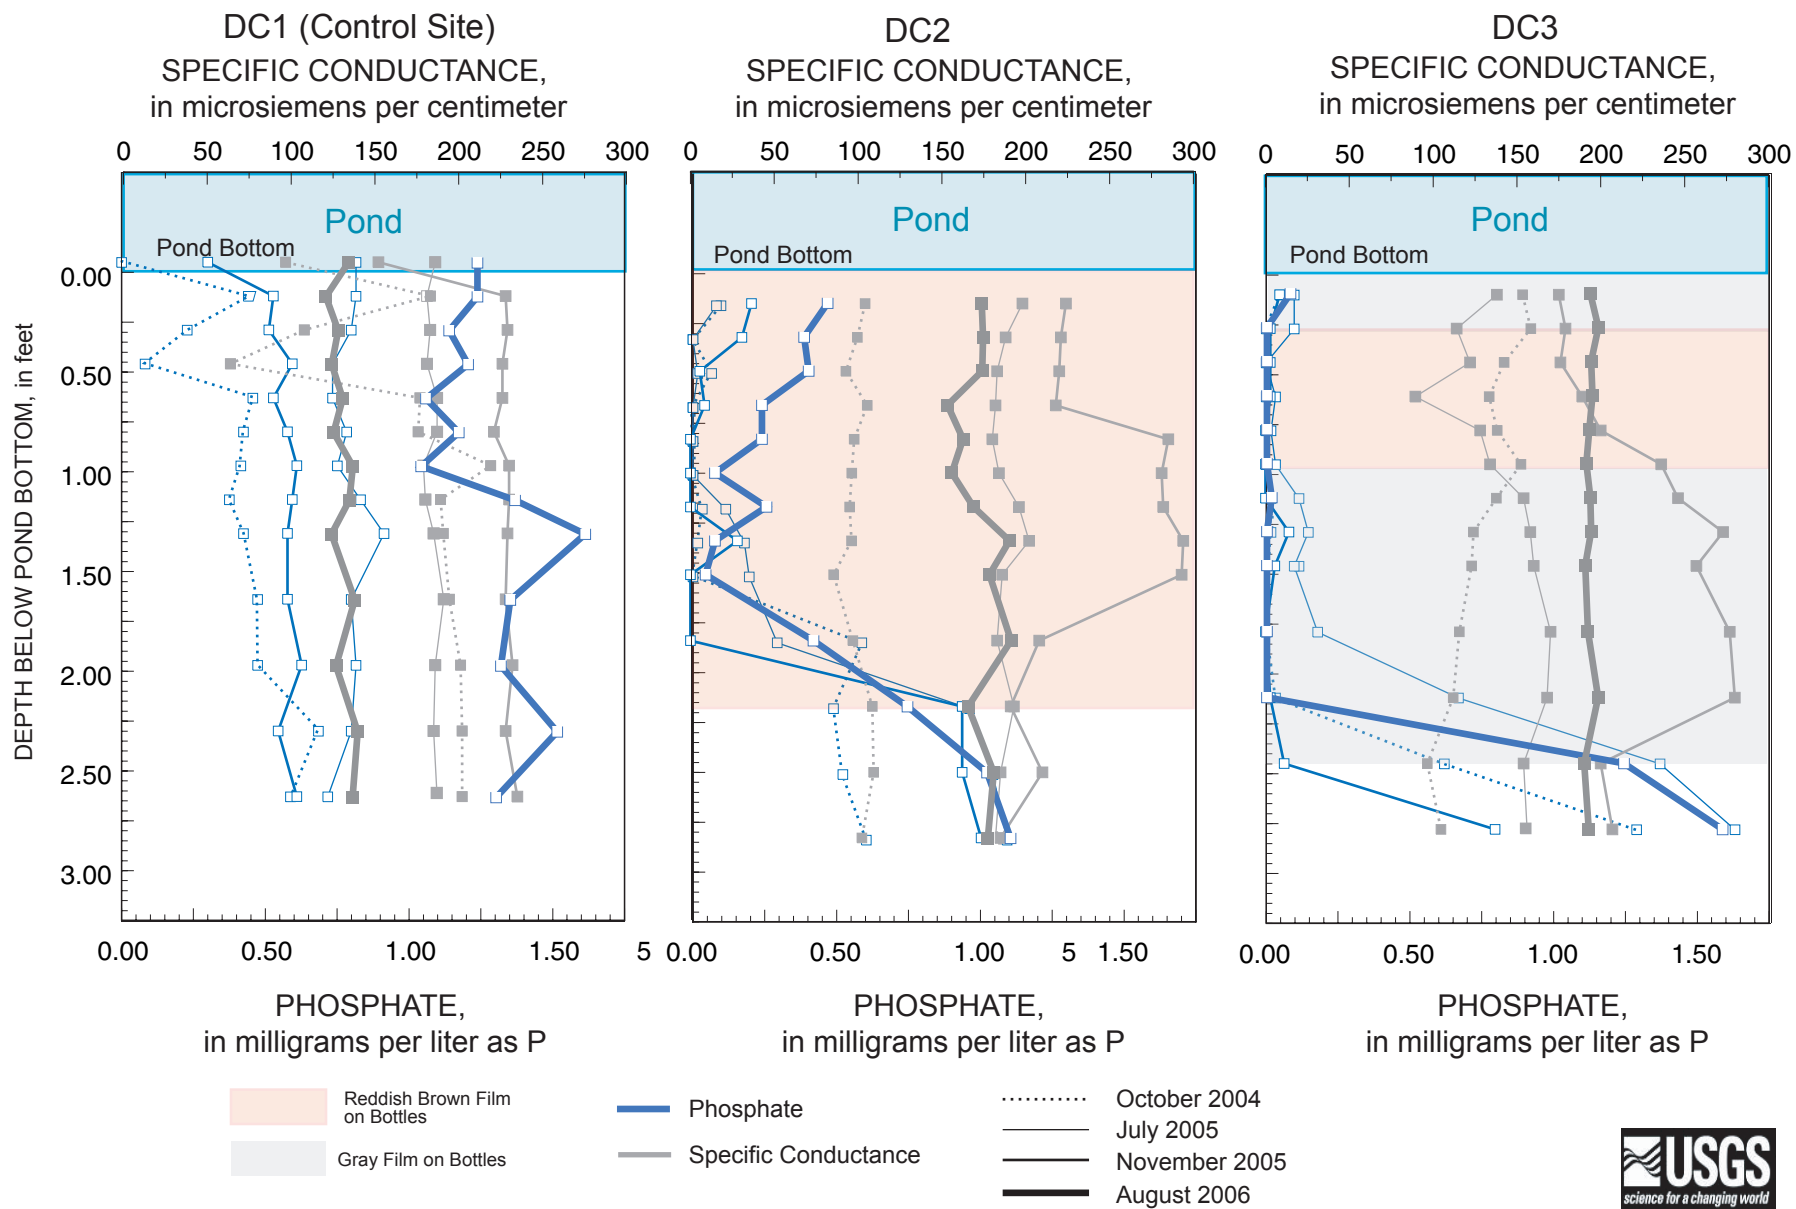 DC1 (Control Site)
SPECIFIC CONDUCTANCE,
in microsiemens per centimeter
0 50 100 150 200 250 300
Pond
Pond Bottom
DC2
SPECIFIC CONDUCTANCE,
in microsiemens per centimeter
0 50 100 150 200 250 300
Pond
Pond Bottom
DC3
SPECIFIC CONDUCTANCE,
in microsiemens per centimeter
0 50 100 150 200 250 300
Pond
Pond Bottom
DEPTH BELOW POND BOTTOM, in feet
0.00
0.50
1.00
1.50
2.00
2.50
3.00
0.00 0.50 1.00 1.50 5
PHOSPHATE,
in milligrams per liter as P
0.00 0.50 1.00 5 1.50
PHOSPHATE,
in milligrams per liter as P
0.00 0.50 1.00 1.50
PHOSPHATE,
in milligrams per liter as P
Reddish Brown Film
on Bottles
Gray Film on Bottles
Phosphate
Specific Conductance
October 2004
July 2005
November 2005
August 2006
USGS
science for a changing world